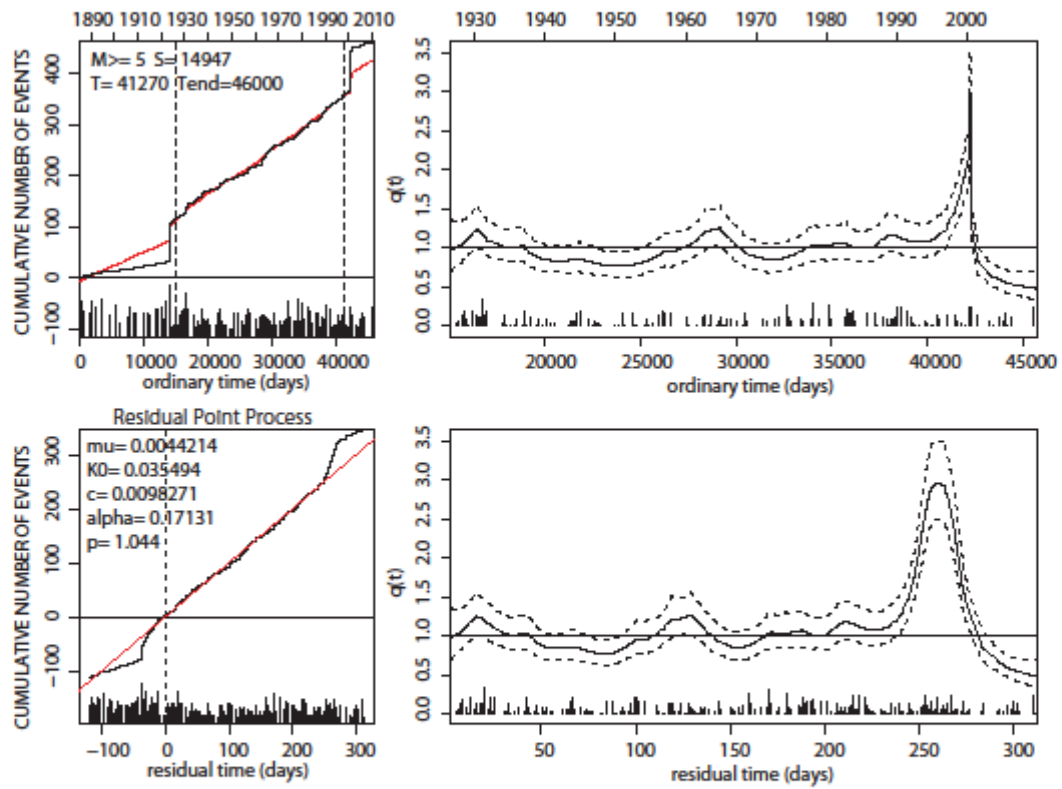 1890 1910 1930 1950 1970 1990 2010
1930 1940 1950 1960 1970 1980 1990 2000
CUMULATIVE NUMBER OF EVENTS
400
300
200
100
0
−100
M>= 5 S= 14947
T= 41270 Tend=46000
0 10000 20000 30000 40000
ordinary time (days)
q(t)
3.5
3.0
2.5
2.0
1.5
1.0
0.5
0.0
20000 25000 30000 35000 40000 45000
ordinary time (days)
Residual Point Process
CUMULATIVE NUMBER OF EVENTS
300
200
100
0
−100
mu= 0.0044214
K0= 0.035494
c= 0.0098271
alpha= 0.17131
p= 1.044
−100 0 100 200 300
residual time (days)
q(t)
3.5
3.0
2.5
2.0
1.5
1.0
0.5
0.0
50 100 150 200 250 300
residual time (days)